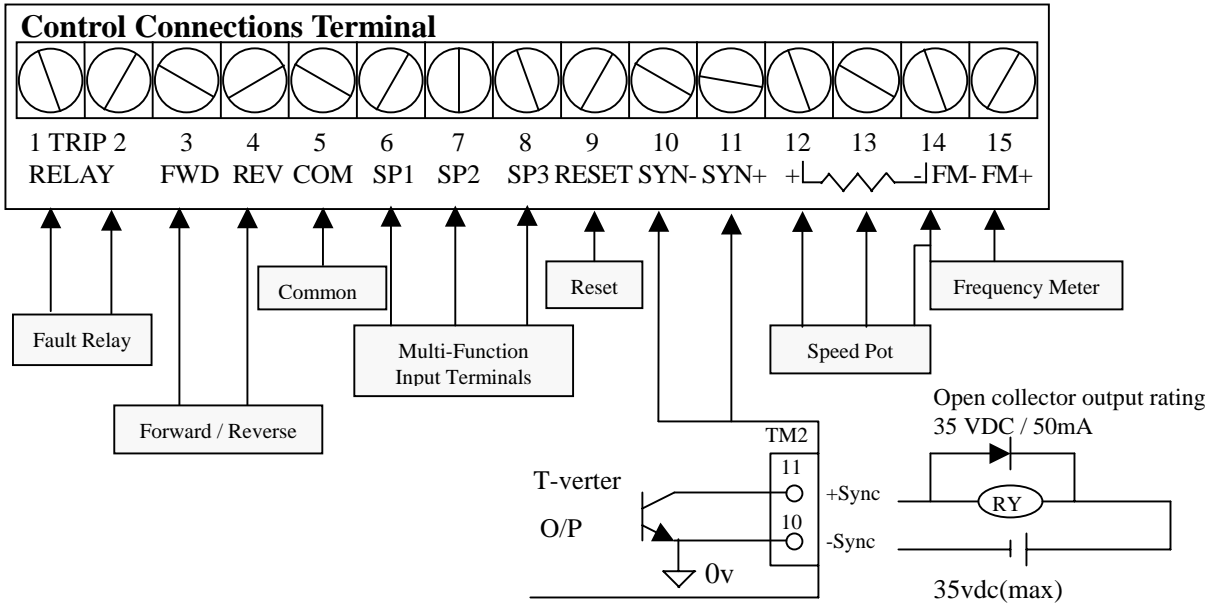 Control Connections Terminal
1 TRIP 2 3 4 5 6 7 8 9 10 11 12 13 14 15
RELAY FWD REV COM SP1 SP2 SP3 RESET SYN- SYN+ + - FM- FM+
Common
Reset
Frequency Meter
Fault Relay
Multi-Function
Input Terminals
Speed Pot
Forward / Reverse
Open collector output rating
35 VDC / 50mA
TM2
T-verter
O/P
11
+Sync
10
-Sync
RY
0v
35vdc(max)